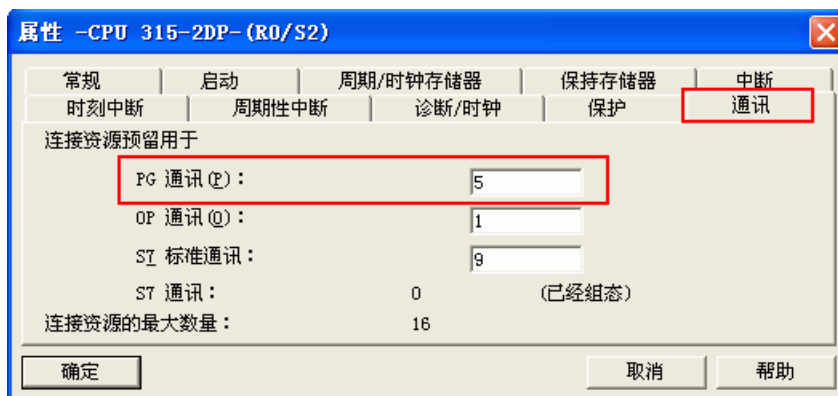 属性 -CPU 315-2DP-(R0/S2)
常规 启动 周期/时钟存储器 保持存储器 中断
时刻中断 周期性中断 诊断/时钟 保护 通讯
连接资源预留用于
PG 通讯(P): 5
OP 通讯(O): 1
S7 标准通讯: 9
S7 通讯: 0 (已经组态)
连接资源的最大数量: 16
确定 取消 帮助